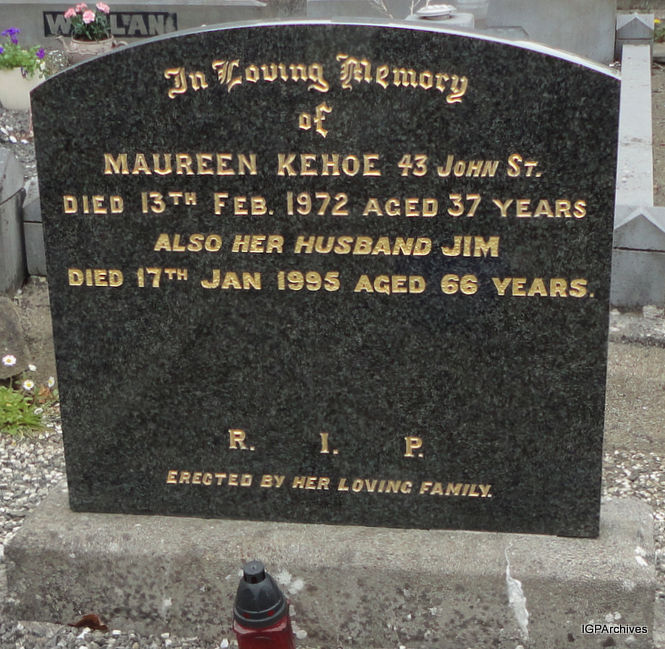 In Loving Memory
of
MAUREEN KEHOE 43 JOHN ST.
DIED 13TH FEB. 1972 AGED 37 YEARS
ALSO HER HUSBAND JIM
DIED 17TH JAN 1995 AGED 66 YEARS.
R. I. P.
ERECTED BY HER LOVING FAMILY.
IGPArchives